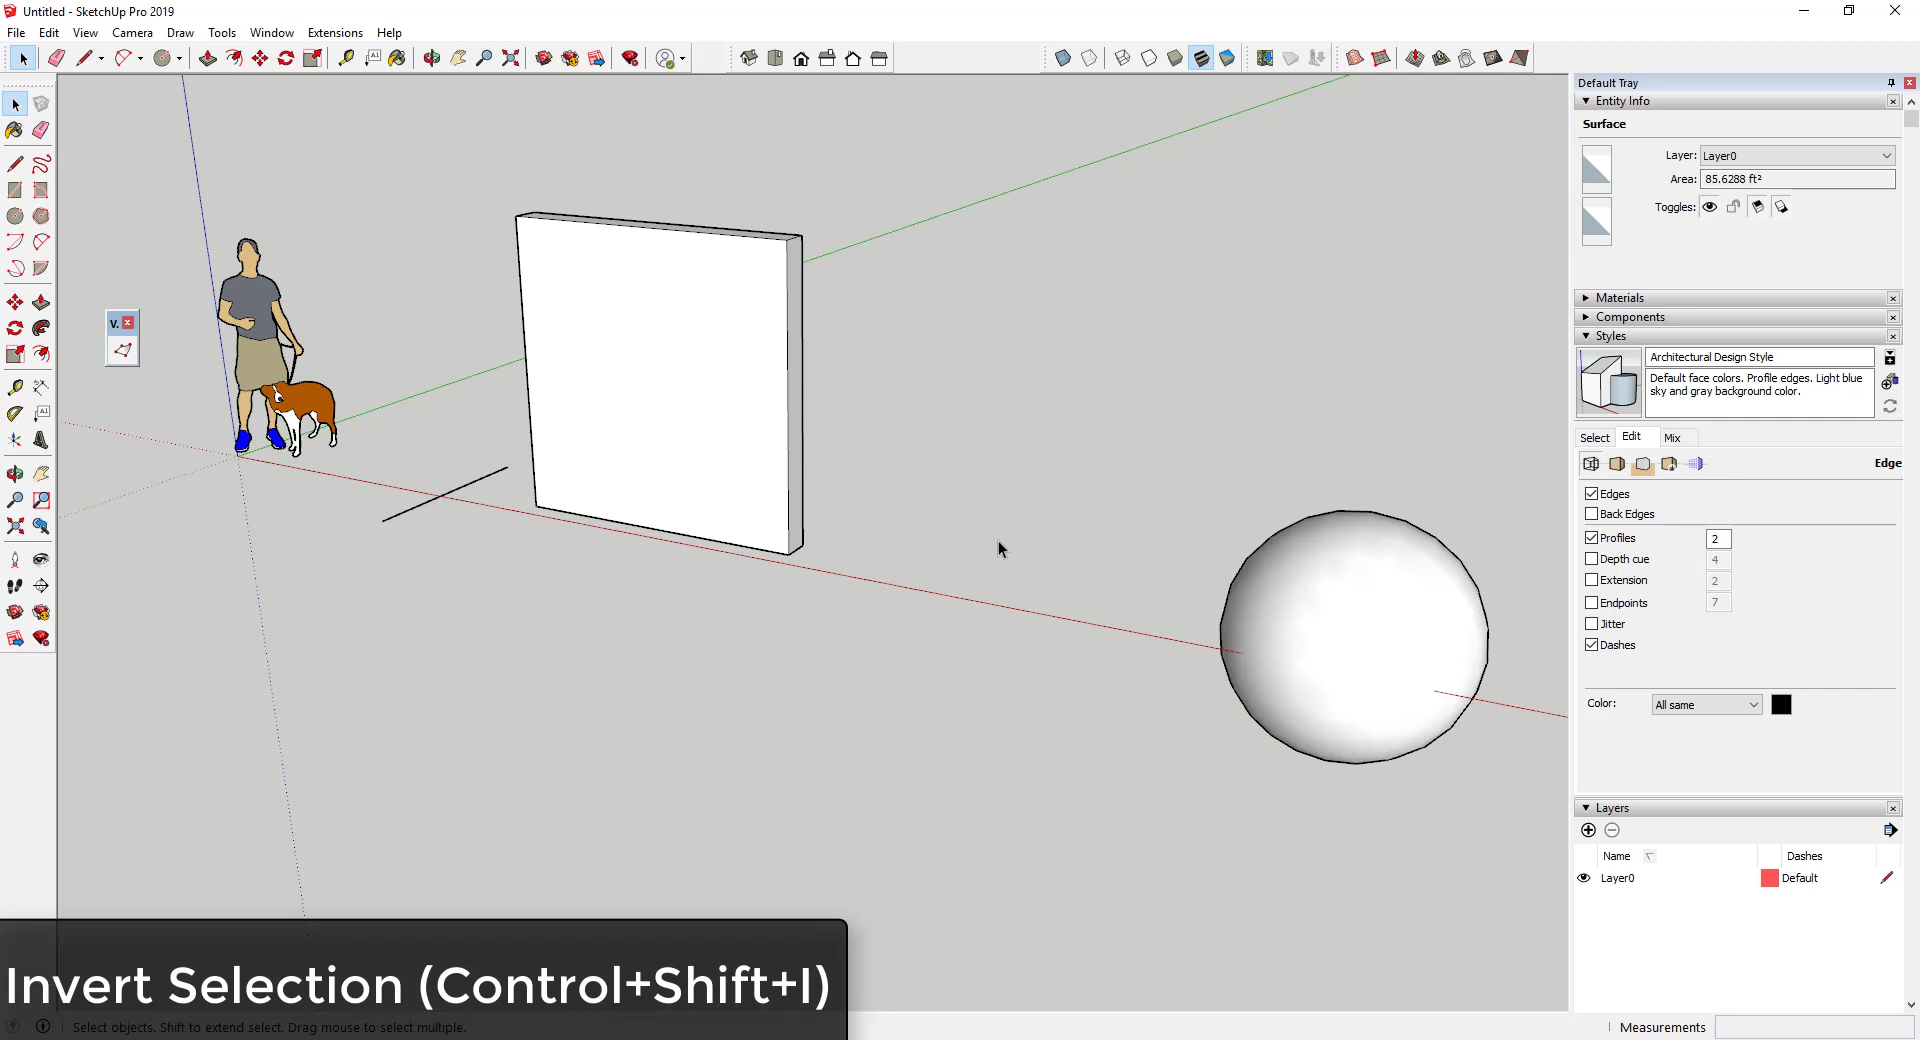 Untitled - SketchUp Pro 2019
File Edit View Camera Draw Tools Window Extensions Help
Default Tray
Entity Info
Surface
Layer: Layer0
Area: 85.6288 ft²
Toggles:
V.
Materials
Components
Styles
Architectural Design Style
Default face colors. Profile edges. Light blue
sky and gray background color.
Select Edit Mix
Edge
Edges
Back Edges
Profiles 2
Depth cue 4
Extension 2
Endpoints 7
Jitter
Dashes
Color: All same
Layers
Name Dashes
Layer0 Default
Invert Selection (Control+Shift+I)
Select objects. Shift to extend select. Drag mouse to select multiple.
Measurements